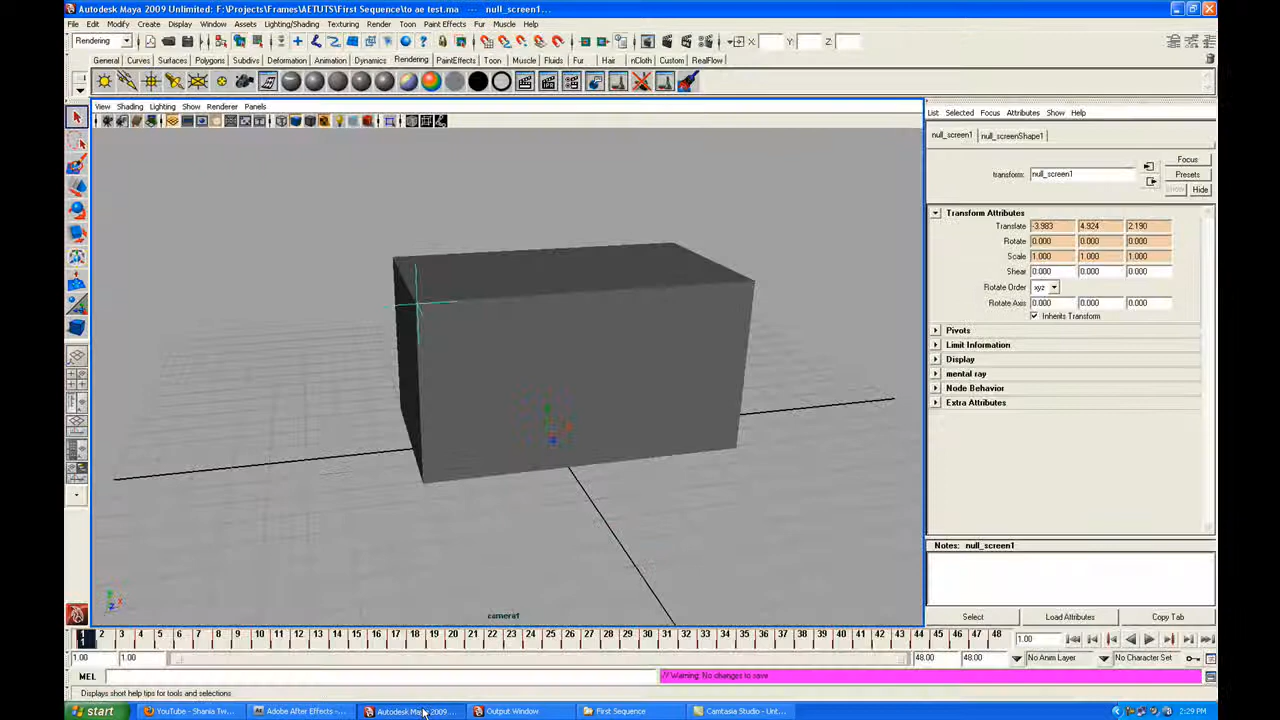 Autodesk Maya 2009 Unlimited: F:\Projects\Frames\AETUTS\First Sequence\to ae test.ma --- null_screen1...
File Edit Modify Create Display Window Assets Lighting/Shading Texturing Render Toon Paint Effects Fur Muscle Help
Rendering X: Y: Z:
General Curves Surfaces Polygons Subdivs Deformation Animation Dynamics Rendering PaintEffects Toon Muscle Fluids Fur Hair nCloth Custom RealFlow
View Shading Lighting Show Renderer Panels
List Selected Focus Attributes Show Help
null_screen1 null_screenShape1
transform: null_screen1
Focus
Presets
Show Hide
Transform Attributes
Translate -3.983 4.924 2.190
Rotate 0.000 0.000 0.000
Scale 1.000 1.000 1.000
Shear 0.000 0.000 0.000
Rotate Order xyz
Rotate Axis 0.000 0.000 0.000
Inherits Transform
Pivots
Limit Information
Display
mental ray
Node Behavior
Extra Attributes
Notes: null_screen1
camera1
Select Load Attributes Copy Tab
1 2 3 4 5 6 7 8 9 10 11 12 13 14 15 16 17 18 19 20 21 22 23 24 25 26 27 28 29 30 31 32 33 34 35 36 37 38 39 40 41 42 43 44 45 46 47 48 1.00
1.00 1.00 48.00 48.00 No Anim Layer No Character Set
MEL // Warning: No changes to save
Displays short help tips for tools and selections
start YouTube - Shania Tw... Adobe After Effects - ... Autodesk Maya 2009 ... Output Window First Sequence Camtasia Studio - Unt... 2:29 PM